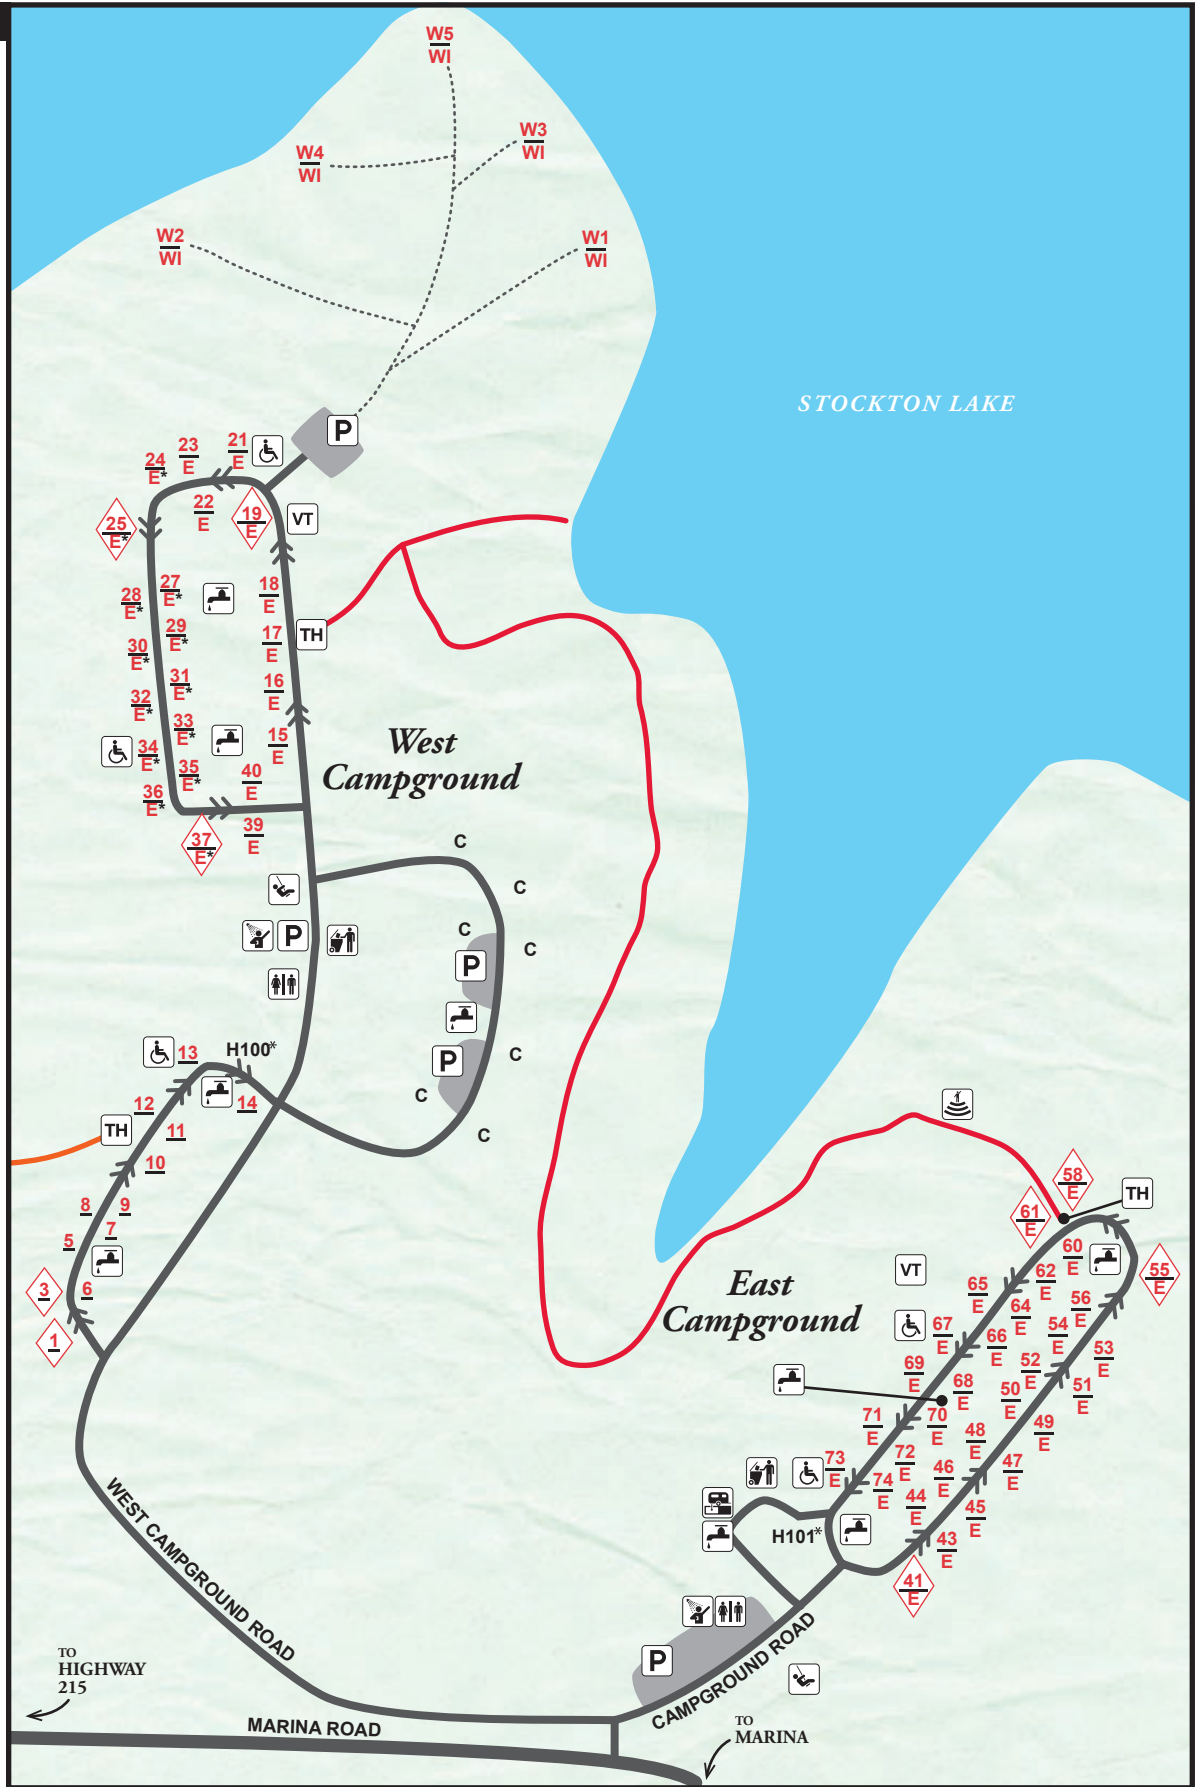 W5
WI
W3
WI
W4
WI
W2
WI
W1
WI
STOCKTON LAKE
P
21
E
23
E
24
E*
22
E
19
E
VT
25
E*
27
E*
28
E*
18
E
29
E*
17
E
TH
30
E*
31
E*
16
E
32
E*
33
E*
15
E
34
E*
35
E*
40
E
36
E*
37
E*
39
E
West
Campground
C
C
C
C
P
P
C
P
C
C
H100*
13
12
14
TH
11
10
8
9
7
5
3
6
1
58
E
TH
61
E
60
E
55
E
VT
62
E
65
E
56
E
64
E
67
E
54
E
66
E
53
E
52
E
69
E
68
E
50
E
51
E
71
E
70
E
49
E
48
E
73
E
72
E
46
E
47
E
74
E
44
E
45
E
H101*
43
E
41
E
East
Campground
P
WEST CAMPGROUND ROAD
CAMPGROUND ROAD
TO
HIGHWAY
215
MARINA ROAD
TO
MARINA